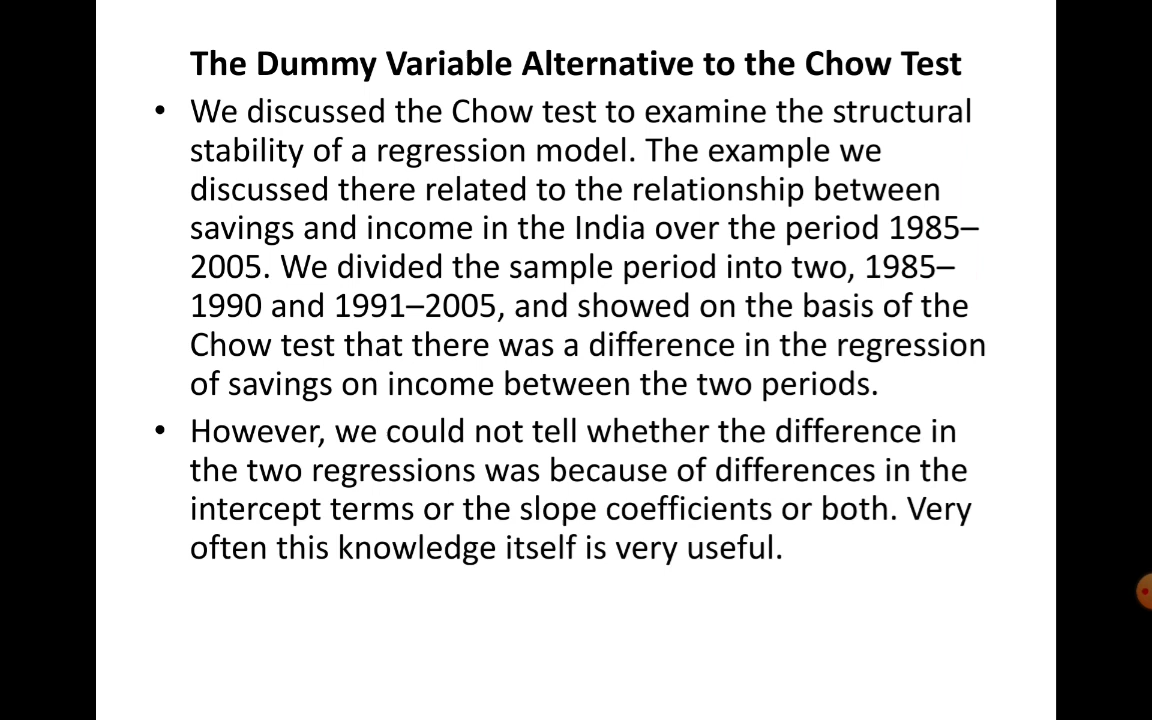 The Dummy Variable Alternative to the Chow Test
• We discussed the Chow test to examine the structural
stability of a regression model. The example we
discussed there related to the relationship between
savings and income in the India over the period 1985–
2005. We divided the sample period into two, 1985–
1990 and 1991–2005, and showed on the basis of the
Chow test that there was a difference in the regression
of savings on income between the two periods.
• However, we could not tell whether the difference in
the two regressions was because of differences in the
intercept terms or the slope coefficients or both. Very
often this knowledge itself is very useful.